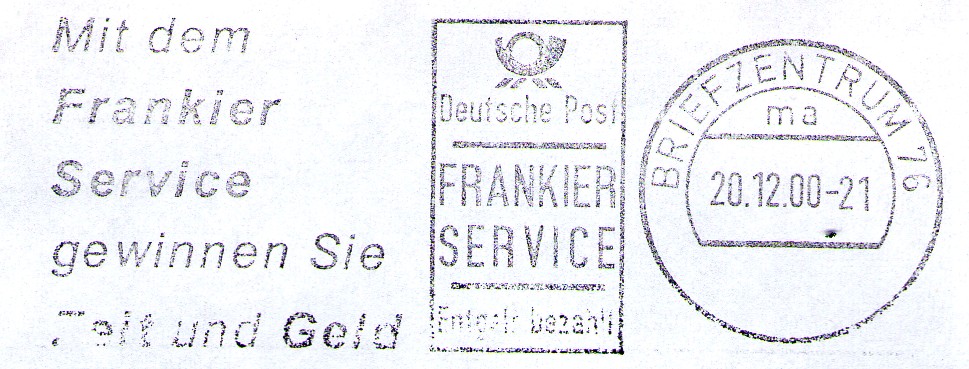 Mit dem
Frankier
Service
gewinnen Sie
Zeit und Geld
Deutsche Post
FRANKIER
SERVICE
Entgelt bezahlt
BRIEFZENTRUM 76
ma
20.12.00-21